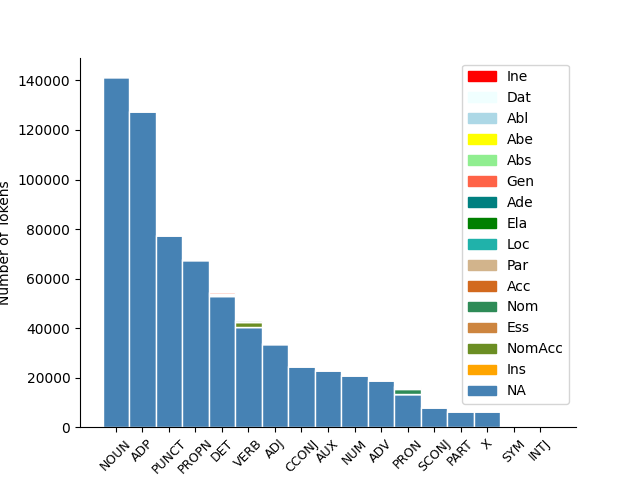 140000
120000
100000
80000
60000
40000
20000
0
Number of Tokens
NOUN
ADP
PUNCT
PROPN
DET
VERB
ADJ
CCONJ
AUX
NUM
ADV
PRON
SCONJ
PART
X
SYM
INTJ
Ine
Dat
Abl
Abe
Abs
Gen
Ade
Ela
Loc
Par
Acc
Nom
Ess
NomAcc
Ins
NA